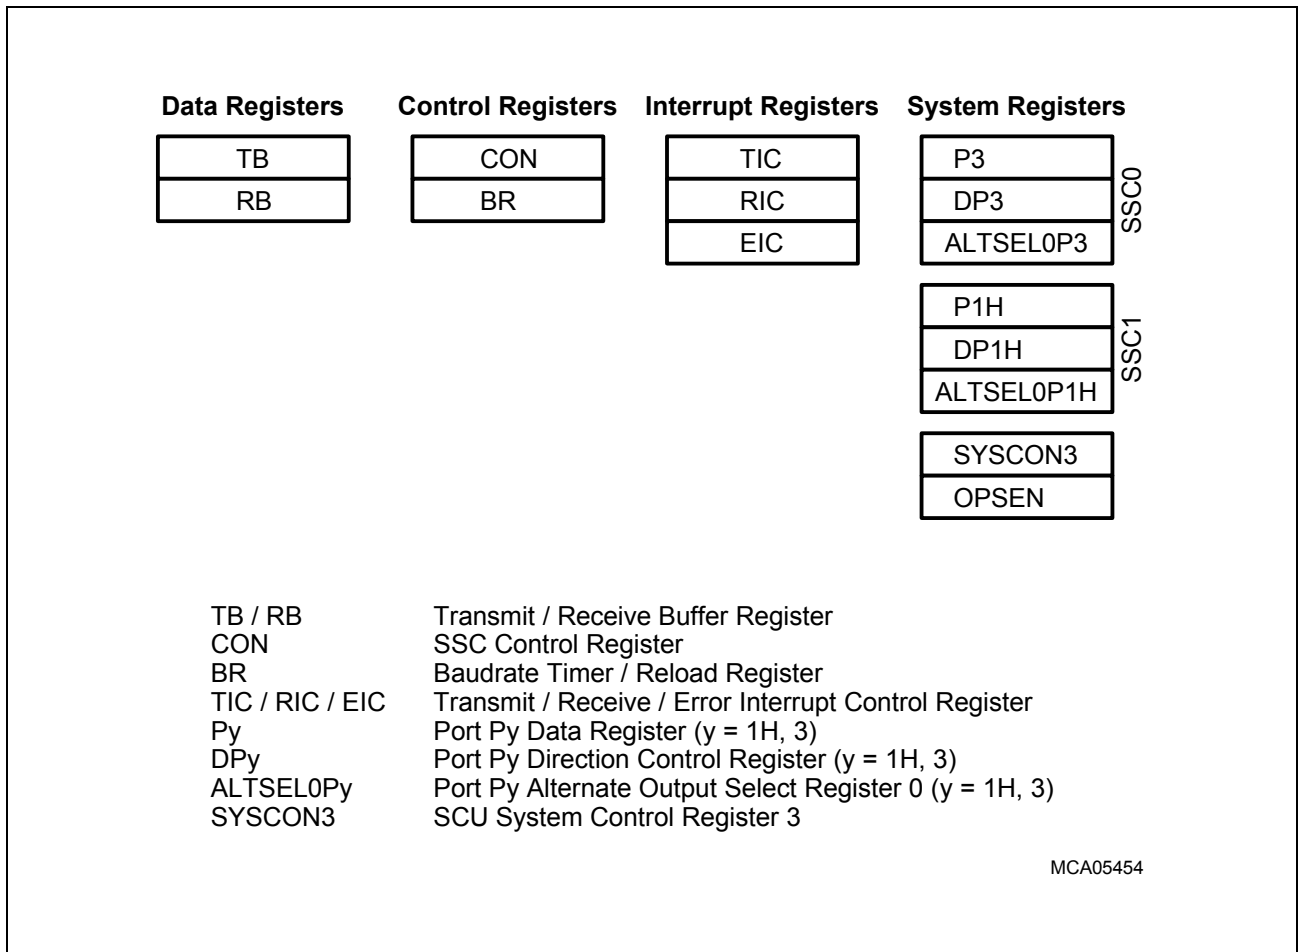 Data Registers Control Registers Interrupt Registers System Registers
TB CON TIC P3
RB BR RIC DP3
EIC ALTSEL0P3
SSC0
P1H
DP1H
ALTSEL0P1H
SSC1
SYSCON3
OPSEN
TB / RB Transmit / Receive Buffer Register
CON SSC Control Register
BR Baudrate Timer / Reload Register
TIC / RIC / EIC Transmit / Receive / Error Interrupt Control Register
Py Port Py Data Register (y = 1H, 3)
DPy Port Py Direction Control Register (y = 1H, 3)
ALTSEL0Py Port Py Alternate Output Select Register 0 (y = 1H, 3)
SYSCON3 SCU System Control Register 3
MCA05454